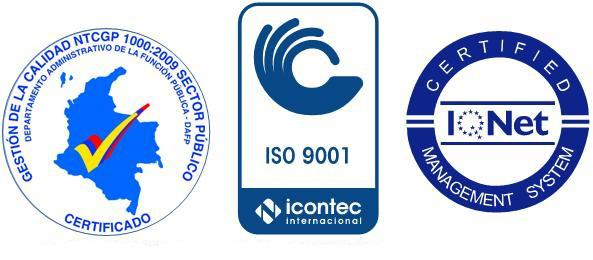 GESTIÓN DE LA CALIDAD NTCGP 1000:2009 SECTOR PÚBLICO
DEPARTAMENTO ADMINISTRATIVO DE LA FUNCIÓN PÚBLICA - DAFP
CERTIFICADO
ISO 9001
icontec
internacional
CERTIFIED
IQNet
MANAGEMENT SYSTEM